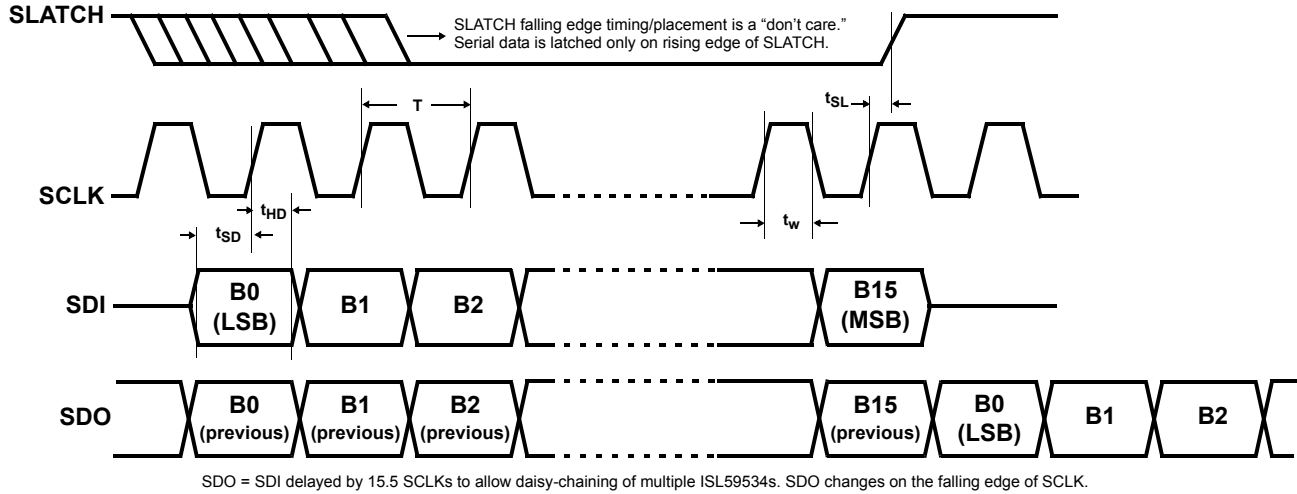 SLATCH
SLATCH falling edge timing/placement is a “don’t care.”
Serial data is latched only on rising edge of SLATCH.
T
tSL
SCLK
tHD
tSD
tw
SDI
B0
(LSB)
B1
B2
B15
(MSB)
SDO
B0
(previous)
B1
(previous)
B2
(previous)
B15
(previous)
B0
(LSB)
B1
B2
SDO = SDI delayed by 15.5 SCLKs to allow daisy-chaining of multiple ISL59534s. SDO changes on the falling edge of SCLK.